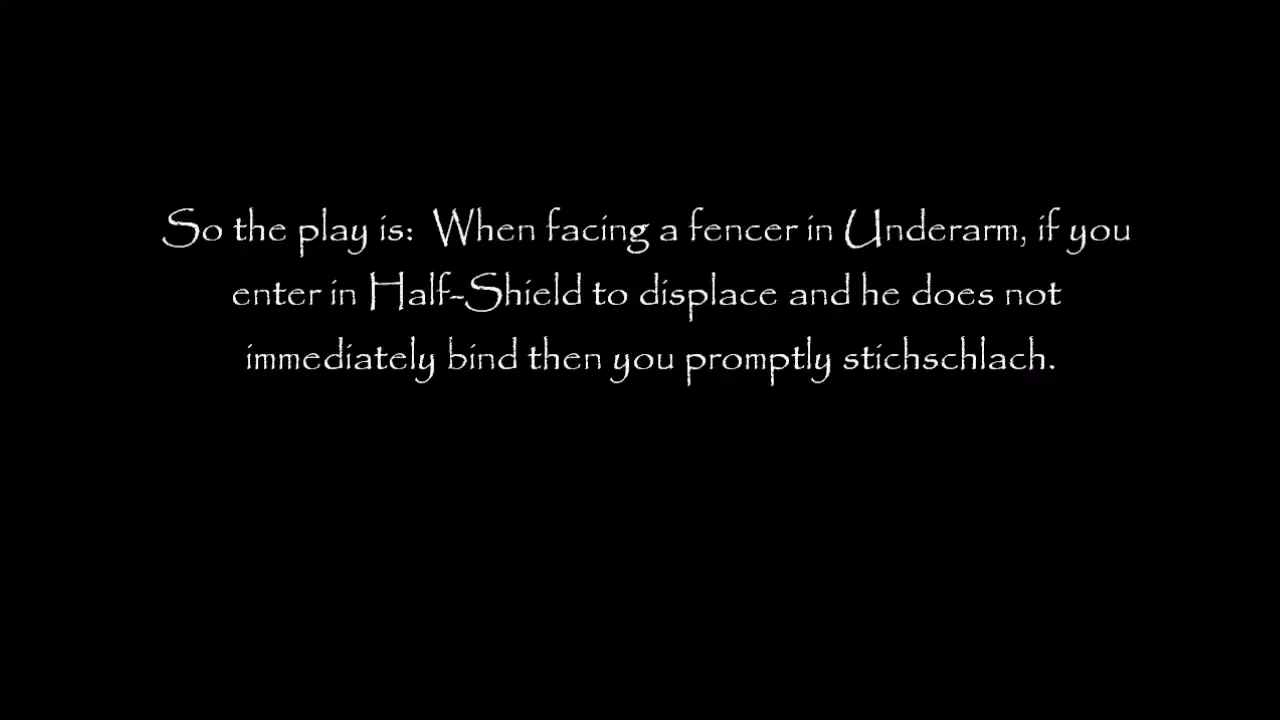 So the play is:  When facing a fencer in Underarm, if you
enter in Half-Shield to displace and he does not
immediately bind then you promptly stichschlach.